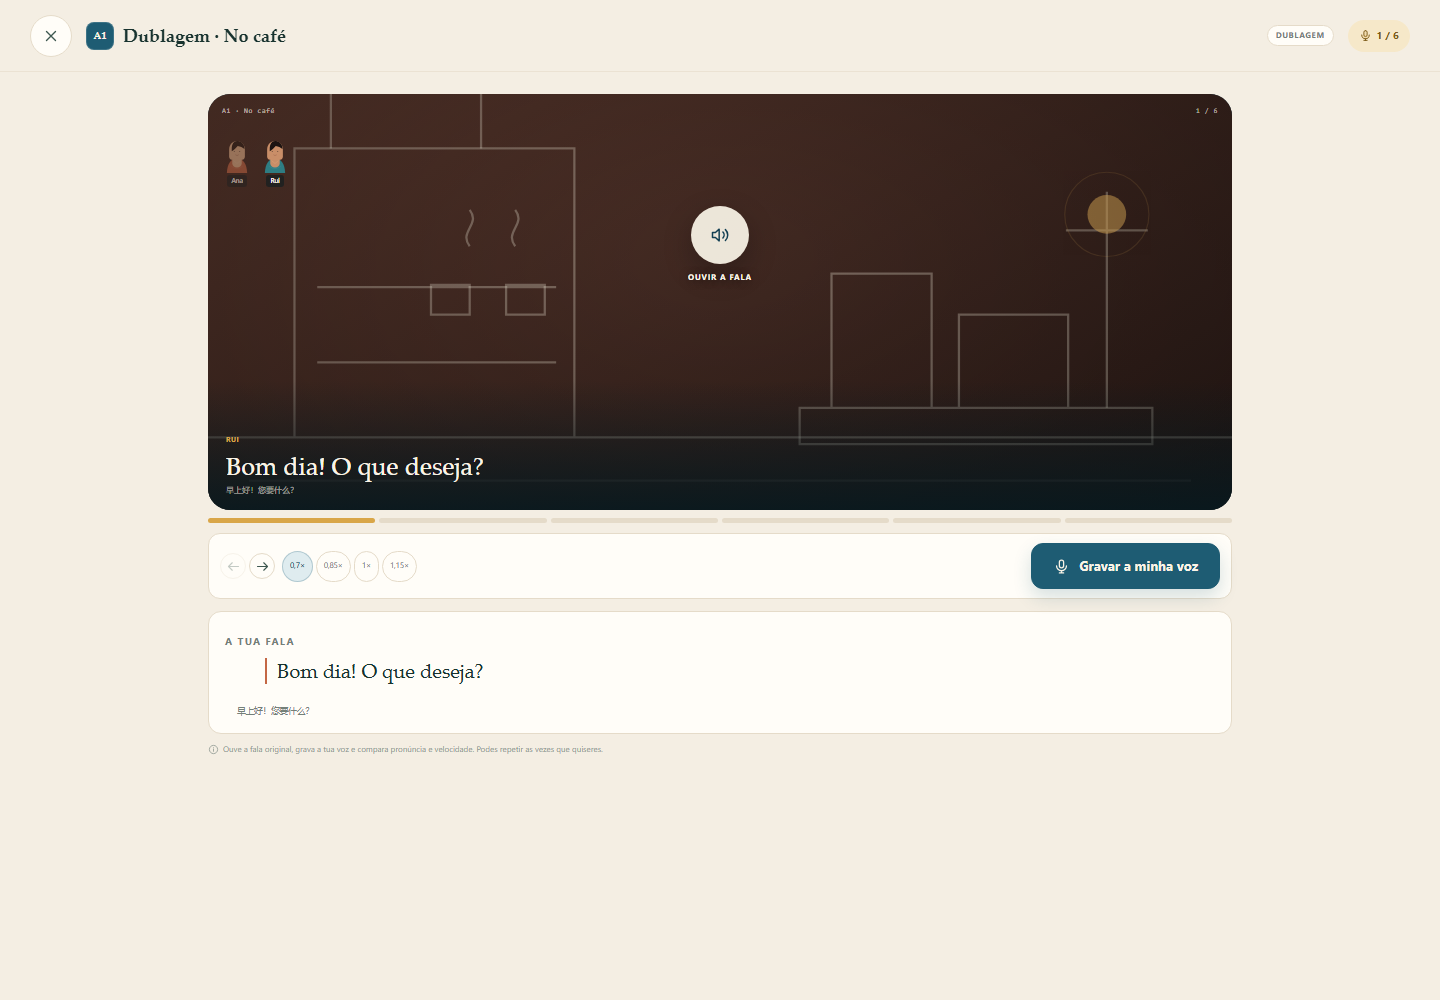 A1
Dublagem · No café
DUBLAGEM
1 / 6
A1 · No café
1 / 6
Ana
Rui
OUVIR A FALA
RUI
Bom dia! O que deseja?
早上好！您要什么？
0,7×
0,85×
1×
1,15×
Gravar a minha voz
A TUA FALA
Bom dia! O que deseja?
早上好！您要什么？
Ouve a fala original, grava a tua voz e compara pronúncia e velocidade. Podes repetir as vezes que quiseres.